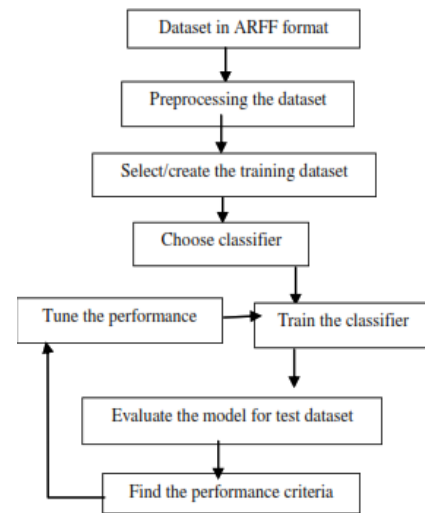 Dataset in ARFF format
Preprocessing the dataset
Select/create the training dataset
Choose classifier
Tune the performance
Train the classifier
Evaluate the model for test dataset
Find the performance criteria